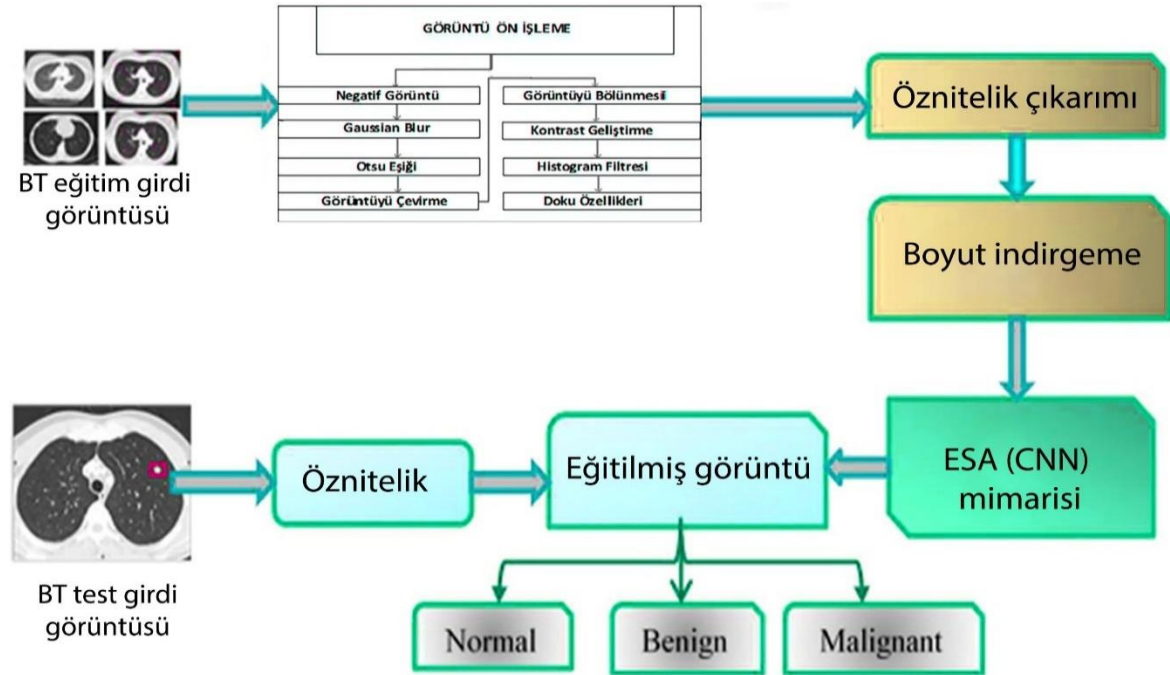 GÖRÜNTÜ ÖN İŞLEME
Negatif Görüntü
Gaussian Blur
Otsu Eşiği
Görüntüyü Çevirme
Görüntüyü Bölünmesil
Kontrast Geliştirme
Histogram Filtresi
Doku Özellikleri
BT eğitim girdi
görüntüsü
Öznitelik çıkarımı
Boyut indirgeme
ESA (CNN)
mimarisi
Eğitilmiş görüntü
Öznitelik
BT test girdi
görüntüsü
Normal
Benign
Malignant